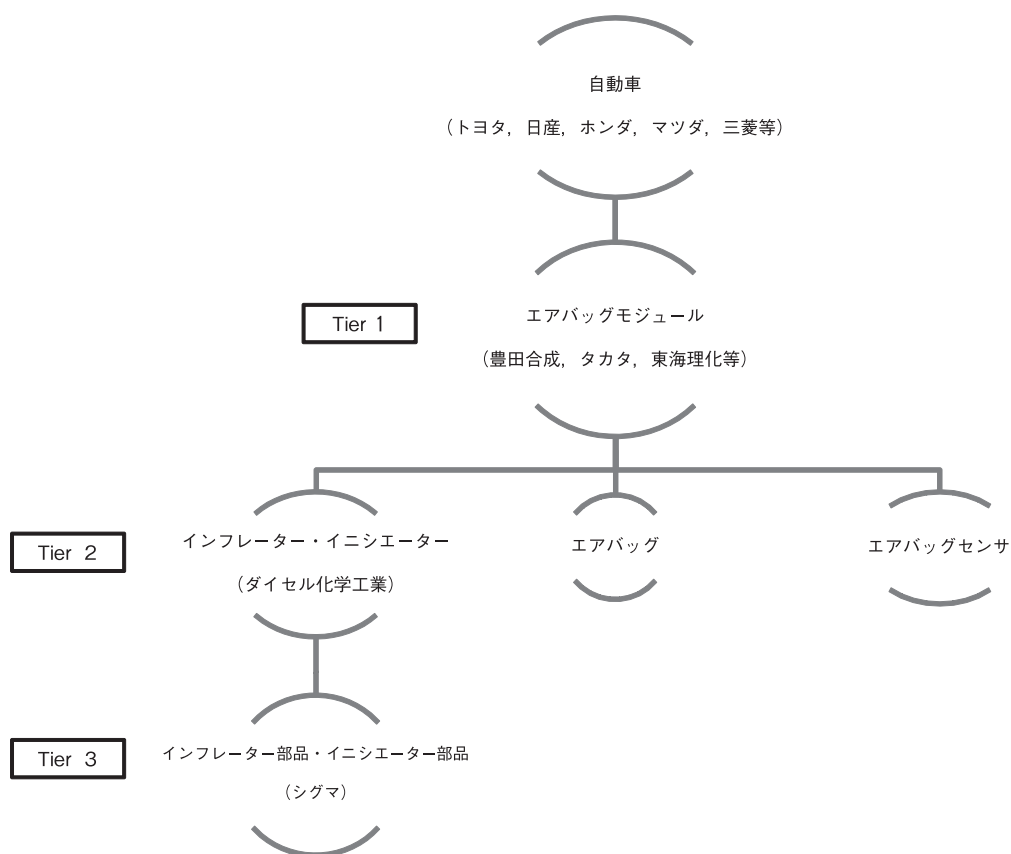 自動車
（トヨタ，日産，ホンダ，マツダ，三菱等）
Tier 1
エアバッグモジュール
（豊田合成，タカタ，東海理化等）
Tier 2
インフレーター・イニシエーター
（ダイセル化学工業）
エアバッグ
エアバッグセンサ
Tier 3
インフレーター部品・イニシエーター部品
（シグマ）